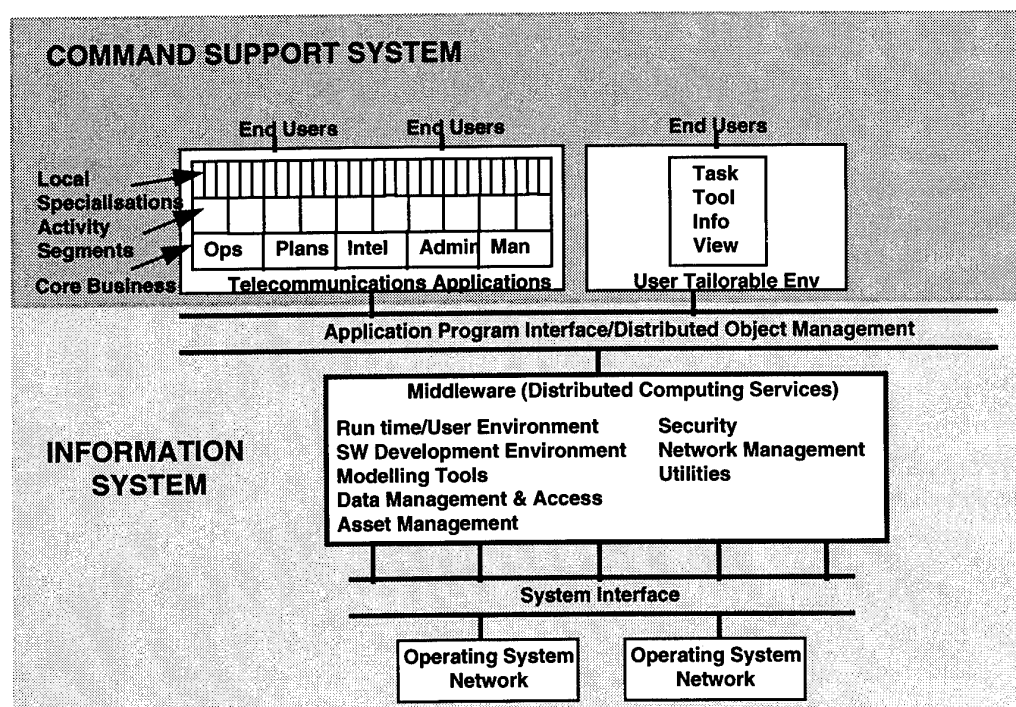 COMMAND SUPPORT SYSTEM
End Users
End Users
End Users
Local
Specialisations
Activity
Segments
Core Business
Ops
Plans
Intel
Admin
Man
Telecommunications Applications
Task
Tool
Info
View
User Tailorable Env
Application Program Interface/Distributed Object Management
INFORMATION
SYSTEM
Middleware (Distributed Computing Services)
Run time/User Environment
SW Development Environment
Modelling Tools
Data Management & Access
Asset Management
Security
Network Management
Utilities
System Interface
Operating System
Network
Operating System
Network